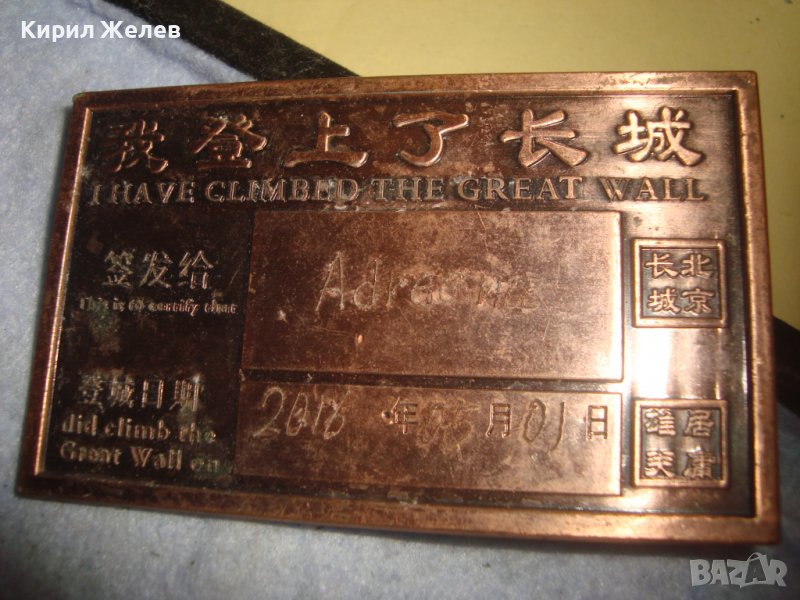 Кирил Желев
我登上了长城
I HAVE CLIMBED THE GREAT WALL
签发给
This is to certify that
登城日期
did climb the
Great Wall on
年05月01日
北京
长城
居庸
雄关
BAZAR